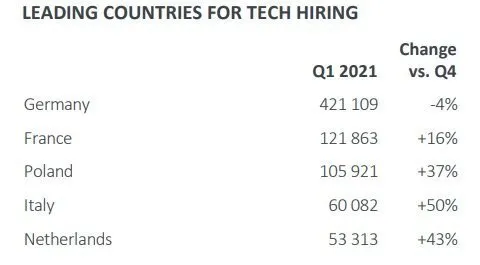 LEADING COUNTRIES FOR TECH HIRING
Change
Q1 2021 vs. Q4
Germany 421 109 -4%
France 121 863 +16%
Poland 105 921 +37%
Italy 60 082 +50%
Netherlands 53 313 +43%